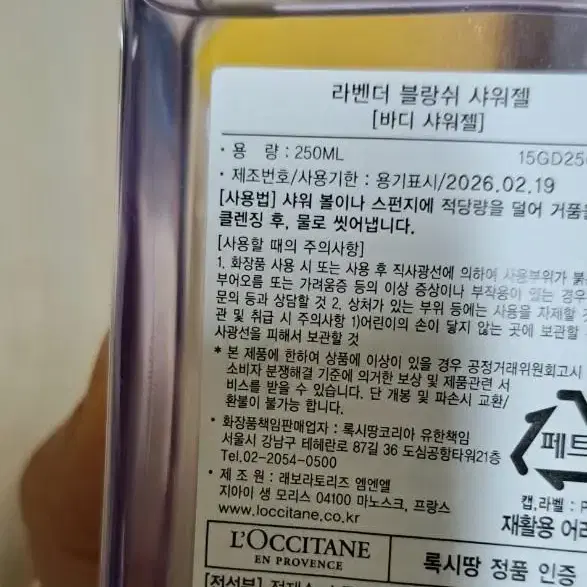 라벤더 블랑쉬 샤워젤
[바디 샤워젤]
· 용 량 : 250ML 15GD25
· 제조번호/사용기한 : 용기표시/2026.02.19
[사용법] 샤워 볼이나 스펀지에 적당량을 덜어 거품을
클렌징 후, 물로 씻어냅니다.
[사용할 때의 주의사항]
1. 화장품 사용 시 또는 사용 후 직사광선에 의하여 사용부위가 붉
부어오름 또는 가려움증 등의 이상 증상이나 부작용이 있는 경우
문의 등과 상담할 것 2. 상처가 있는 부위 등에는 사용을 자제할 것
관 및 취급 시 주의사항 1)어린이의 손이 닿지 않는 곳에 보관할
사광선을 피해서 보관할 것
* 본 제품에 한하여 상품에 이상이 있을 경우 공정거래위원회고시
소비자 분쟁해결 기준에 의거한 보상 및 제품관련 서
비스를 받을 수 있습니다. 단 개봉 및 파손시 교환/
환불이 불가능 합니다.
· 화장품책임판매업자 : 록시땅코리아 유한책임
서울시 강남구 테헤란로 87길 36 도심공항타워21층
Tel.02-2054-0500
· 제 조 원 : 래보라토리즈 엠엔엘
지아이 생 모리스 04100 마노스크, 프랑스
www.loccitane.co.kr
페트
캡,라벨 : P
재활용 어려
L'OCCITANE
EN PROVENCE
록시땅 정품 인증
[전성분] 정제수